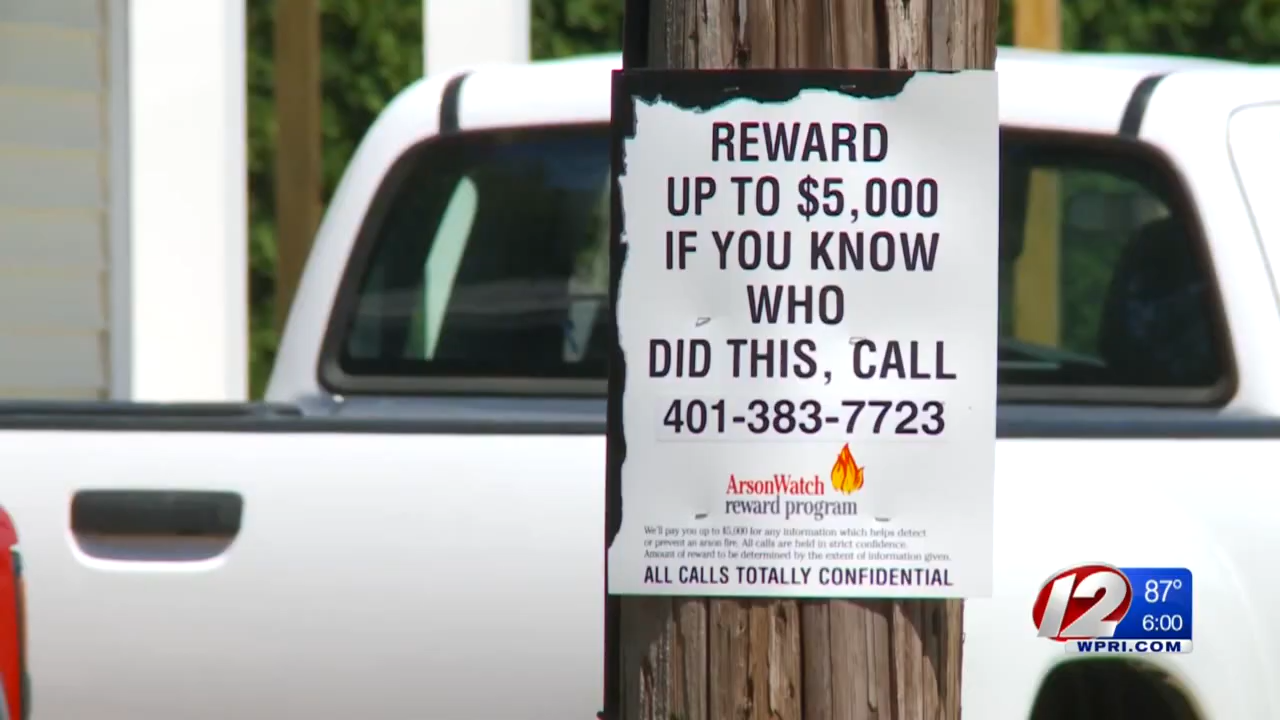 REWARD
UP TO $5,000
IF YOU KNOW
WHO
DID THIS, CALL
401-383-7723
ArsonWatch
reward program
We'll pay you up to $5,000 for any information which helps detect
or prevent an arson fire. All calls are held in strict confidence.
Amount of reward to be determined by the extent of information given.
ALL CALLS TOTALLY CONFIDENTIAL
12
87°
6:00
WPRI.COM